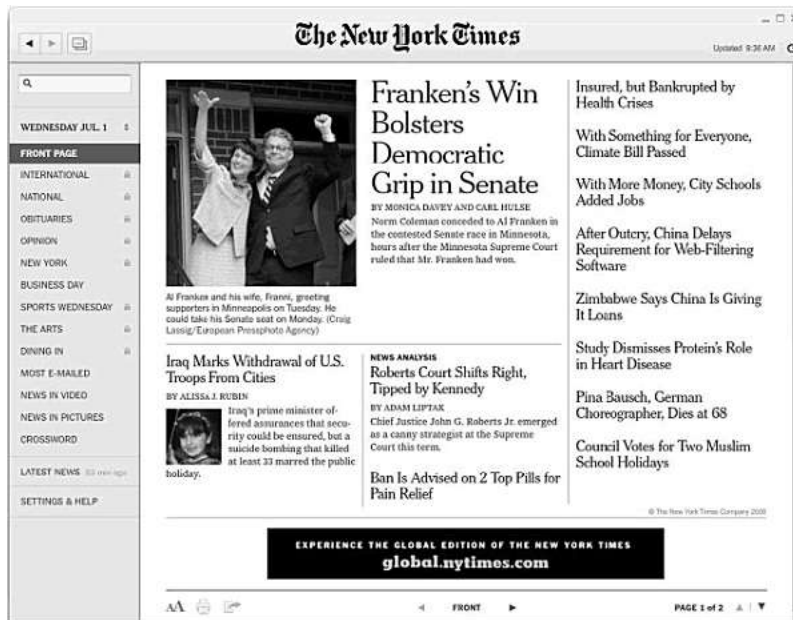 The New York Times
Updated 9:36 AM
WEDNESDAY JUL. 1
FRONT PAGE
INTERNATIONAL
NATIONAL
OBITUARIES
OPINION
NEW YORK
BUSINESS DAY
SPORTS WEDNESDAY
THE ARTS
DINING IN
MOST E-MAILED
NEWS IN VIDEO
NEWS IN PICTURES
CROSSWORD
LATEST NEWS 53 min ago
SETTINGS & HELP
Al Franken and his wife, Franni, greeting
supporters in Minneapolis on Tuesday. He
could take his Senate seat on Monday. (Craig
Lassig/European Pressphoto Agency)
Franken's Win
Bolsters
Democratic
Grip in Senate
BY MONICA DAVEY AND CARL HULSE
Norm Coleman conceded to Al Franken in
the contested Senate race in Minnesota,
hours after the Minnesota Supreme Court
ruled that Mr. Franken had won.
Iraq Marks Withdrawal of U.S.
Troops From Cities
BY ALISSA J. RUBIN
Iraq's prime minister of-
fered assurances that secu-
rity could be ensured, but a
suicide bombing that killed
at least 33 marred the public
holiday.
NEWS ANALYSIS
Roberts Court Shifts Right,
Tipped by Kennedy
BY ADAM LIPTAK
Chief Justice John G. Roberts Jr. emerged
as a canny strategist at the Supreme
Court this term.
Ban Is Advised on 2 Top Pills for
Pain Relief
Insured, but Bankrupted by
Health Crises
With Something for Everyone,
Climate Bill Passed
With More Money, City Schools
Added Jobs
After Outcry, China Delays
Requirement for Web-Filtering
Software
Zimbabwe Says China Is Giving
It Loans
Study Dismisses Protein's Role
in Heart Disease
Pina Bausch, German
Choreographer, Dies at 68
Council Votes for Two Muslim
School Holidays
© The New York Times Company 2009
EXPERIENCE THE GLOBAL EDITION OF THE NEW YORK TIMES
global.nytimes.com
AA
FRONT
PAGE 1 of 2